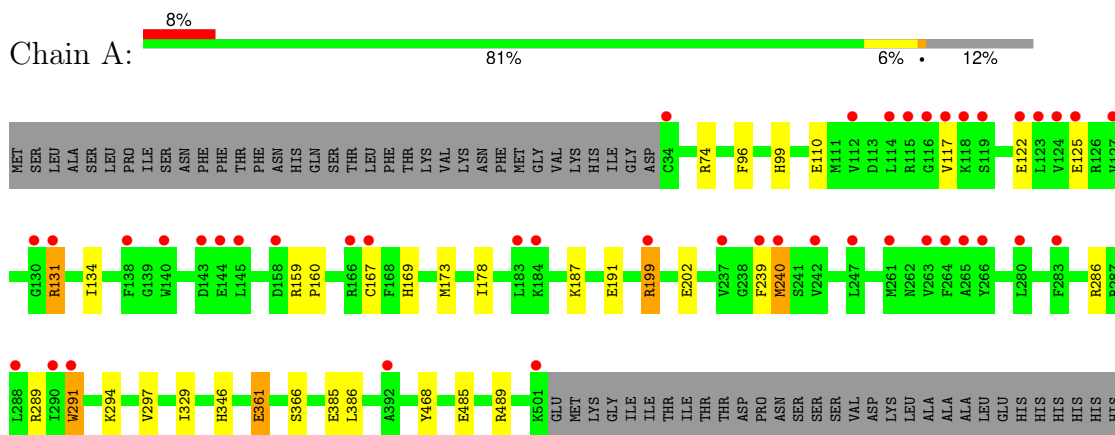 8%
Chain A:
81% 6% • 12%
MET SER LEU ALA SER LEU LEU PRO ILE SER ASN PHE PHE THR PHE ASN HIS GLN SER THR LEU PHE THR LYS VAL LYS ASN PHE MET GLY VAL LYS HIS ILE GLY ASP C34 R74 F96 H99 E110 M111 V112 D113 L114 R115 G116 V117 K118 S119 E122 L123 V124 E125 R126 V127
G130 R131 I134 F138 G139 W140 D143 E144 L145 D158 R159 P160 R166 C167 F168 H169 M173 I178 L183 K184 K187 E191 R199 E202 V237 G238 F239 M240 S241 V242 L247 M261 N262 V263 F264 A265 Y266 L280 F283 R286
L288 R289 I290 W291 K294 V297 I329 H346 E361 S366 E385 L386 A392 Y468 E485 R489 K501 GLU MET LYS GLY ILE ILE THR ILE THR THR ASP PRO ASN SER SER SER VAL ASP LYS LEU ALA ALA ALA LEU GLU HIS HIS HIS HIS HIS